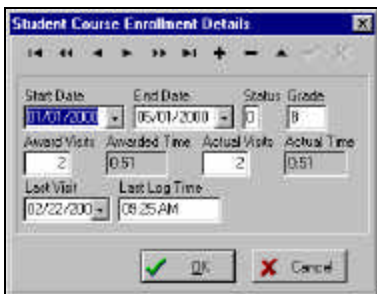 Student Course Enrollment Details
Start Date End Date Status Grade
01/01/2000 05/01/2000 0 B
Award Visits Awarded Time Actual Visits Actual Time
2 0:51 2 0:51
Last Visit Last Log Time
02/22/200 09:25 AM
OK Cancel